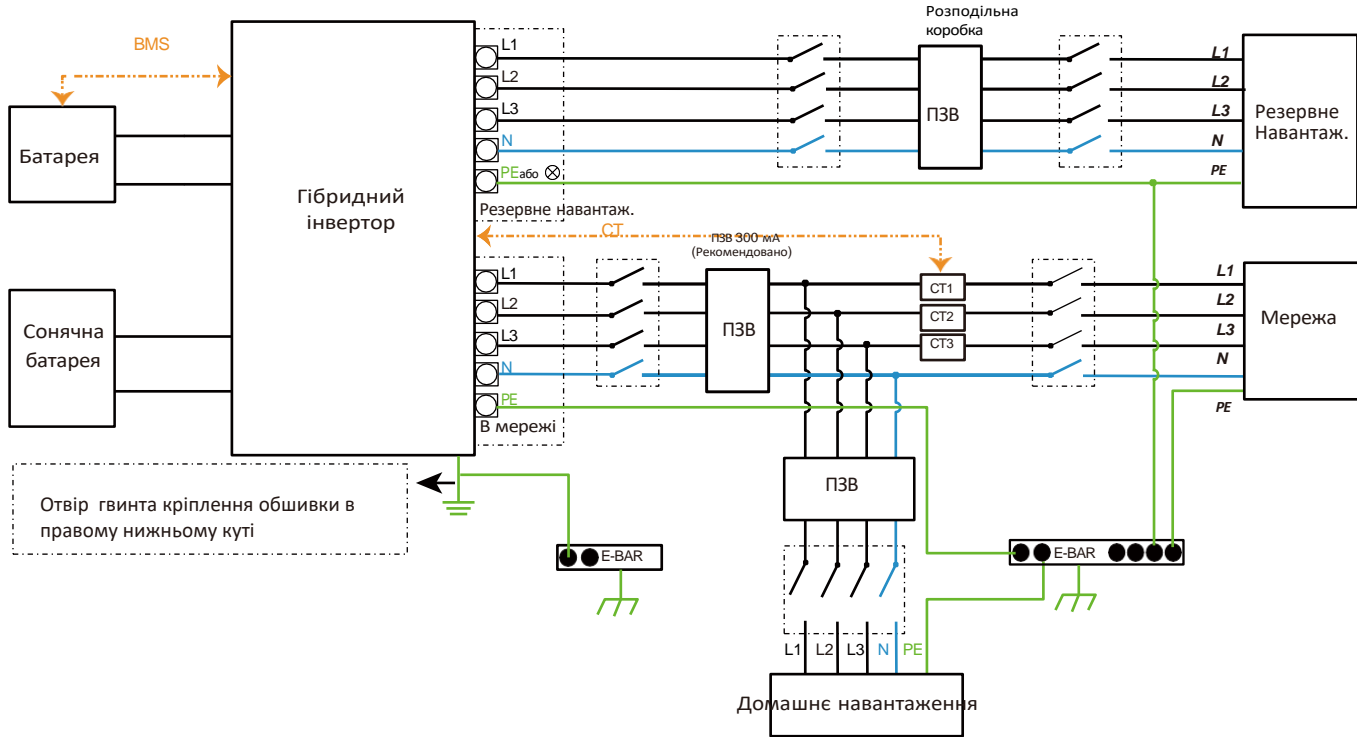 Розподільна
коробка
BMS
L1
L2
L3
N
PE або
Резервне навантаж.
ПЗВ
L1
L2
L3
N
PE
Резервне
Навантаж.
Батарея
Гібридний
інвертор
CT
ПЗВ 300 мА
(Рекомендовано)
L1
L2
L3
N
PE
В мережі
ПЗВ
CT1
CT2
CT3
L1
L2
L3
N
PE
Мережа
Сонячна
батарея
Отвір гвинта кріплення обшивки в
правому нижньому куті
ПЗВ
E-BAR
E-BAR
L1 L2 L3 N PE
Домашнє навантаження